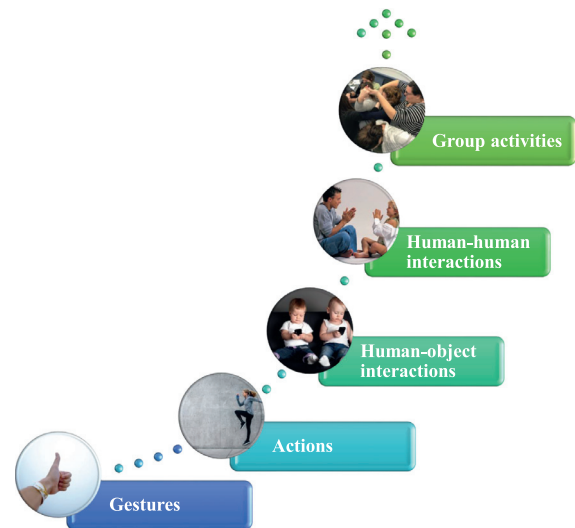 Group activities
Human-human
interactions
Human-object
interactions
Actions
Gestures